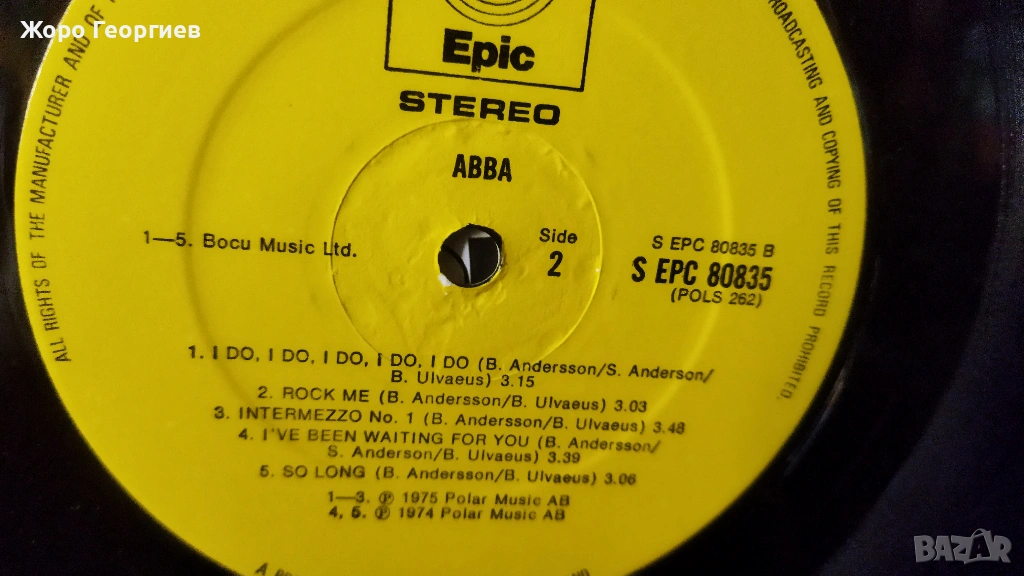 Жоро Георгиев
ALL RIGHTS OF THE MANUFACTURER AND OF
BROADCASTING AND COPYING OF THIS RECORD PROHIBITED.
Epic
STEREO
ABBA
1—5. Bocu Music Ltd.
Side
2
S EPC 80835 B
S EPC 80835
(POLS 262)
1. I DO, I DO, I DO, I DO, I DO (B. Andersson/S. Anderson/
B. Ulvaeus) 3.15
2. ROCK ME (B. Andersson/B. Ulvaeus) 3.03
3. INTERMEZZO No. 1 (B. Andersson/B. Ulvaeus) 3.48
4. I'VE BEEN WAITING FOR YOU (B. Andersson/
S. Anderson/B. Ulvaeus) 3.39
5. SO LONG (B. Andersson/B. Ulvaeus) 3.06
1—3. Ⓟ 1975 Polar Music AB
4, 5. Ⓟ 1974 Polar Music AB
BAZAR